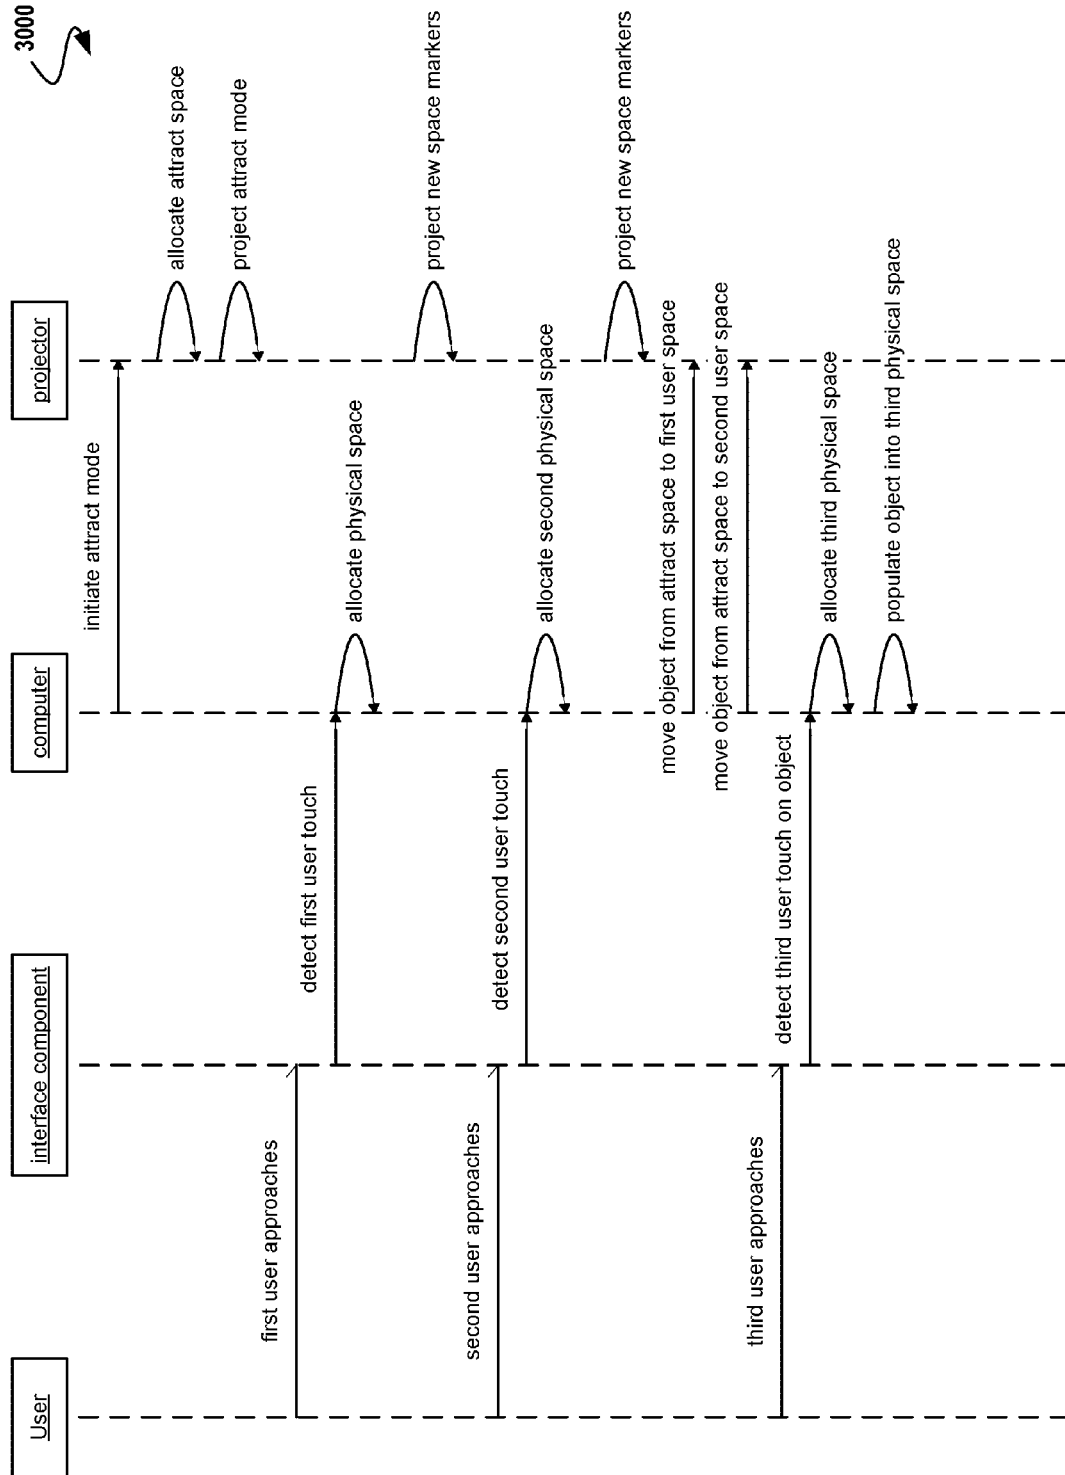 3000
User
interface component
computer
projector
initiate attract mode
allocate attract space
project attract mode
first user approaches
detect first user touch
allocate physical space
project new space markers
second user approaches
detect second user touch
allocate second physical space
project new space markers
move object from attract space to first user space
move object from attract space to second user space
third user approaches
detect third user touch on object
allocate third physical space
populate object into third physical space